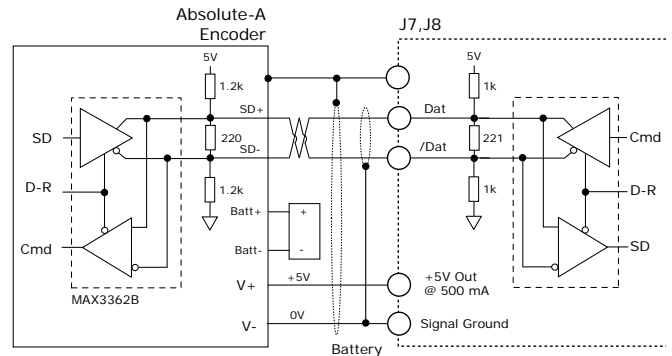 Absolute-A
Encoder
J7,J8
5V
1.2k
SD+
220
SD-
1.2k
SD
D-R
Cmd
MAX3362B
Batt+
+
Batt-
-
V+
+5V
V-
0V
Battery
5V
1k
Dat
221
/Dat
1k
Cmd
D-R
SD
+5V Out
@ 500 mA
Signal Ground